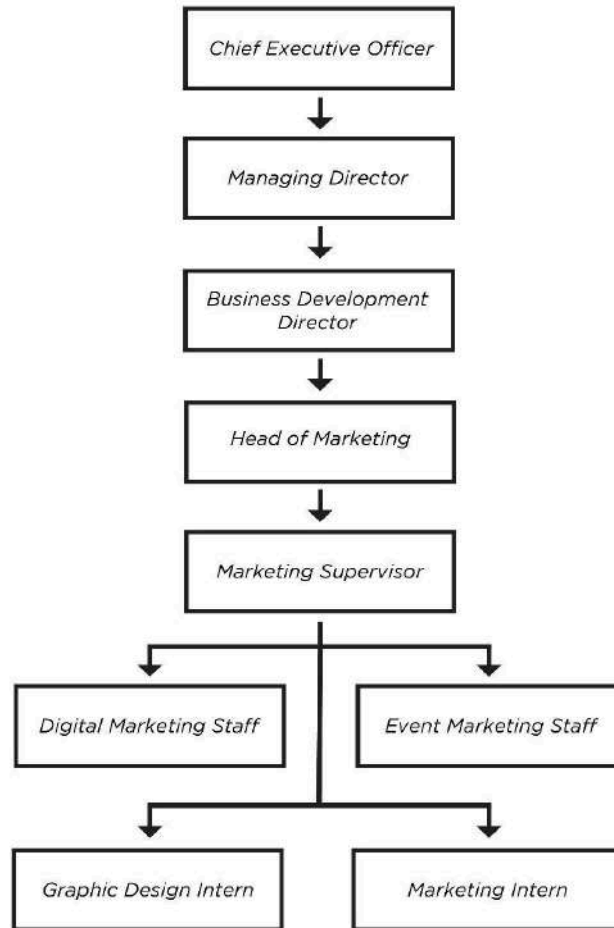 Chief Executive Officer
Managing Director
Business Development
Director
Head of Marketing
Marketing Supervisor
Digital Marketing Staff
Event Marketing Staff
Graphic Design Intern
Marketing Intern